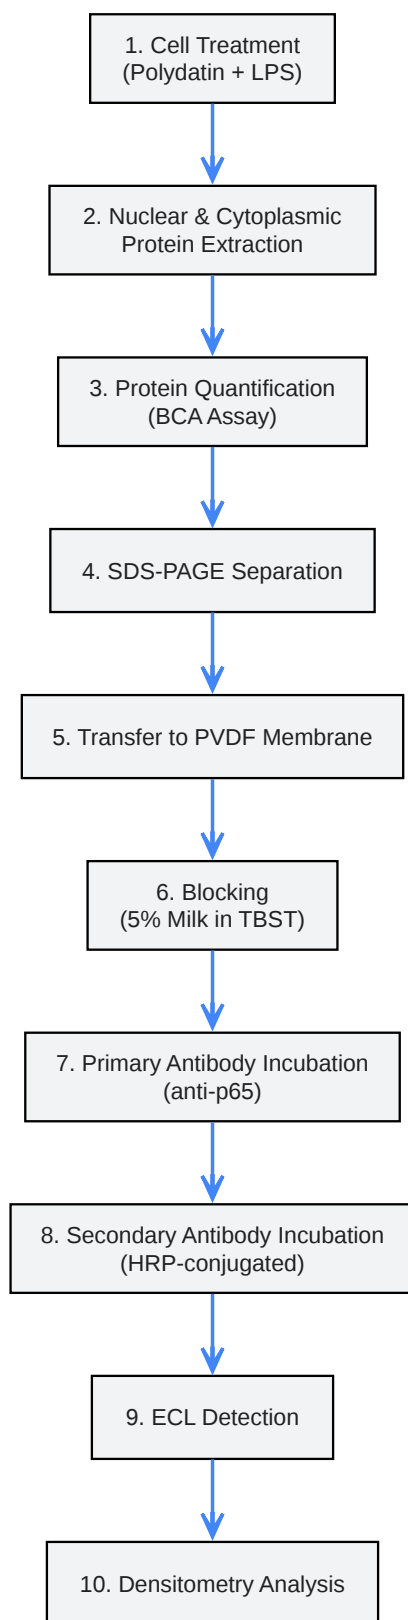 1. Cell Treatment
(Polydatin + LPS)
2. Nuclear & Cytoplasmic
Protein Extraction
3. Protein Quantification
(BCA Assay)
4. SDS-PAGE Separation
5. Transfer to PVDF Membrane
6. Blocking
(5% Milk in TBST)
7. Primary Antibody Incubation
(anti-p65)
8. Secondary Antibody Incubation
(HRP-conjugated)
9. ECL Detection
10. Densitometry Analysis